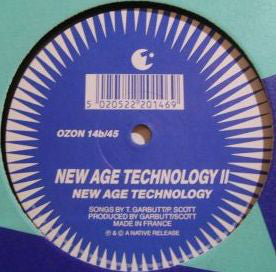 5 020522 201469
OZON 14b/45
NEW AGE TECHNOLOGY II
NEW AGE TECHNOLOGY
SONGS BY T. GARBUTT/P SCOTT
PRODUCED BY GARBUTT/SCOTT
MADE IN FRANCE
℗ & © A NATIVE RELEASE